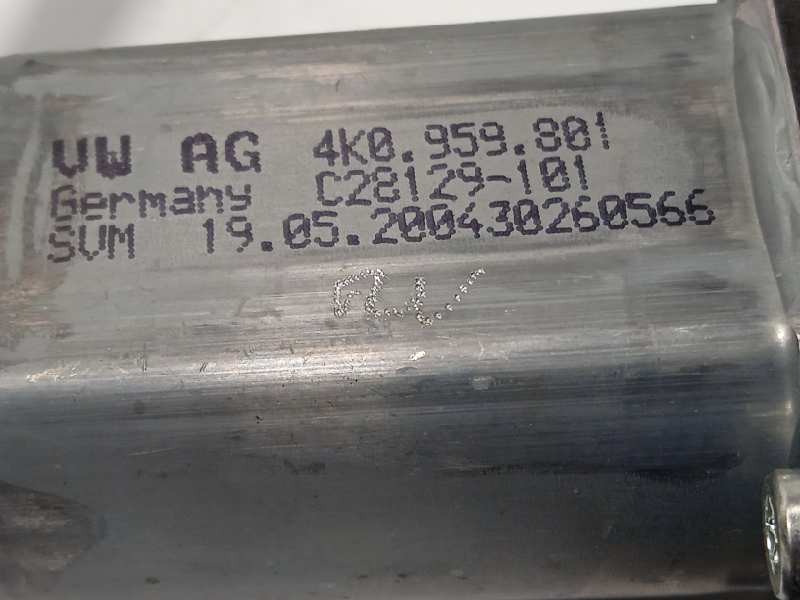 VW AG 4K0.959.801
Germany C28129-101
SVM 19.05.200430260566